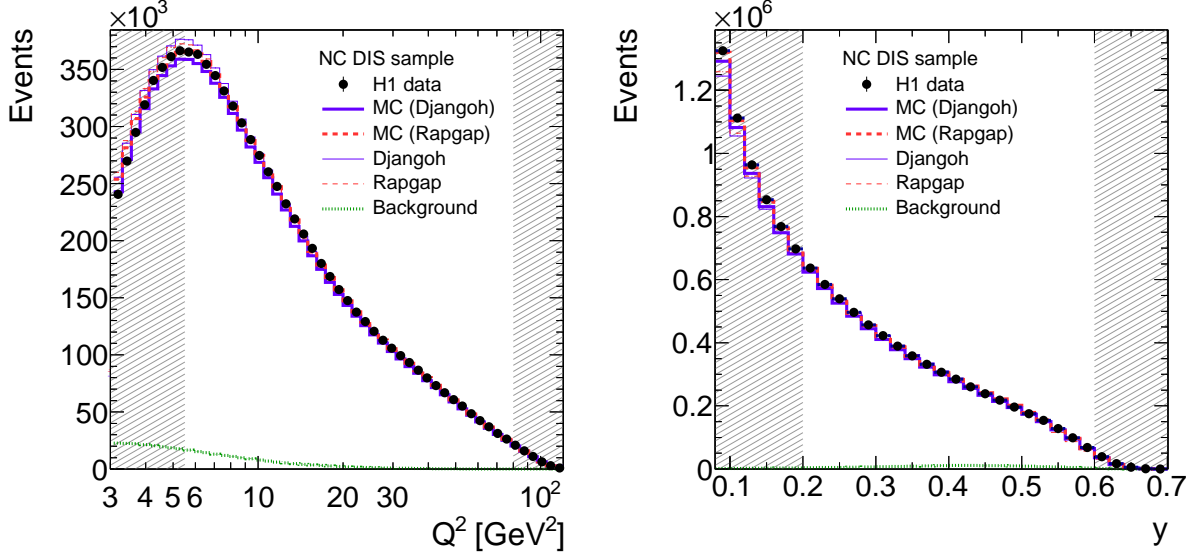 ×10³
Events
350
300
250
200
150
100
50
0
3 4 5 6 10 20 30 10²
Q² [GeV²]
NC DIS sample
H1 data
MC (Djangoh)
MC (Rapgap)
Djangoh
Rapgap
Background
×10⁶
Events
1.2
1
0.8
0.6
0.4
0.2
0
0.1 0.2 0.3 0.4 0.5 0.6 0.7
y
NC DIS sample
H1 data
MC (Djangoh)
MC (Rapgap)
Djangoh
Rapgap
Background